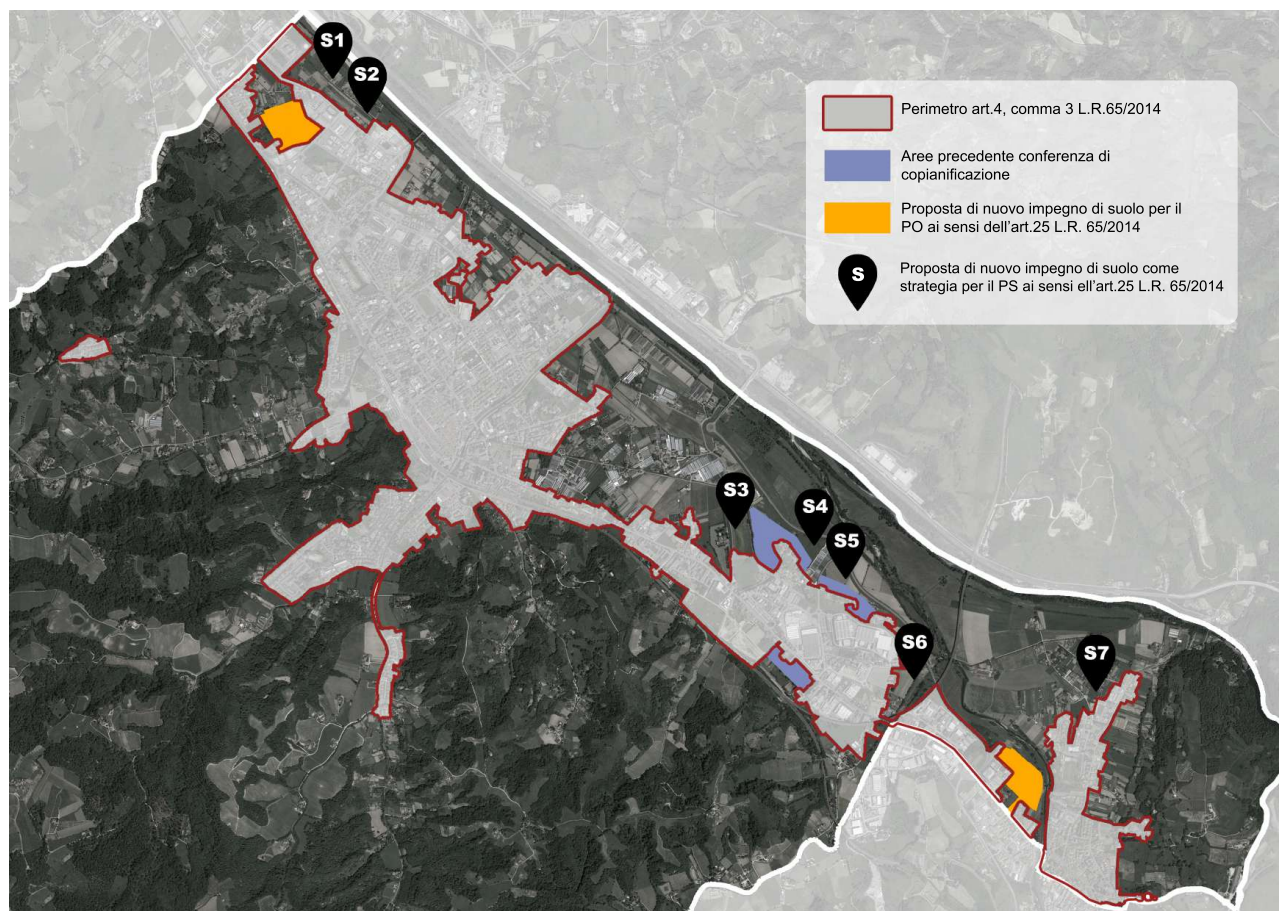 S1
S2
Perimetro art.4, comma 3 L.R.65/2014
Aree precedente conferenza di
copianificazione
Proposta di nuovo impegno di suolo per il
PO ai sensi dell'art.25 L.R. 65/2014
S
Proposta di nuovo impegno di suolo come
strategia per il PS ai sensi ell'art.25 L.R. 65/2014
S3
S4
S5
S6
S7